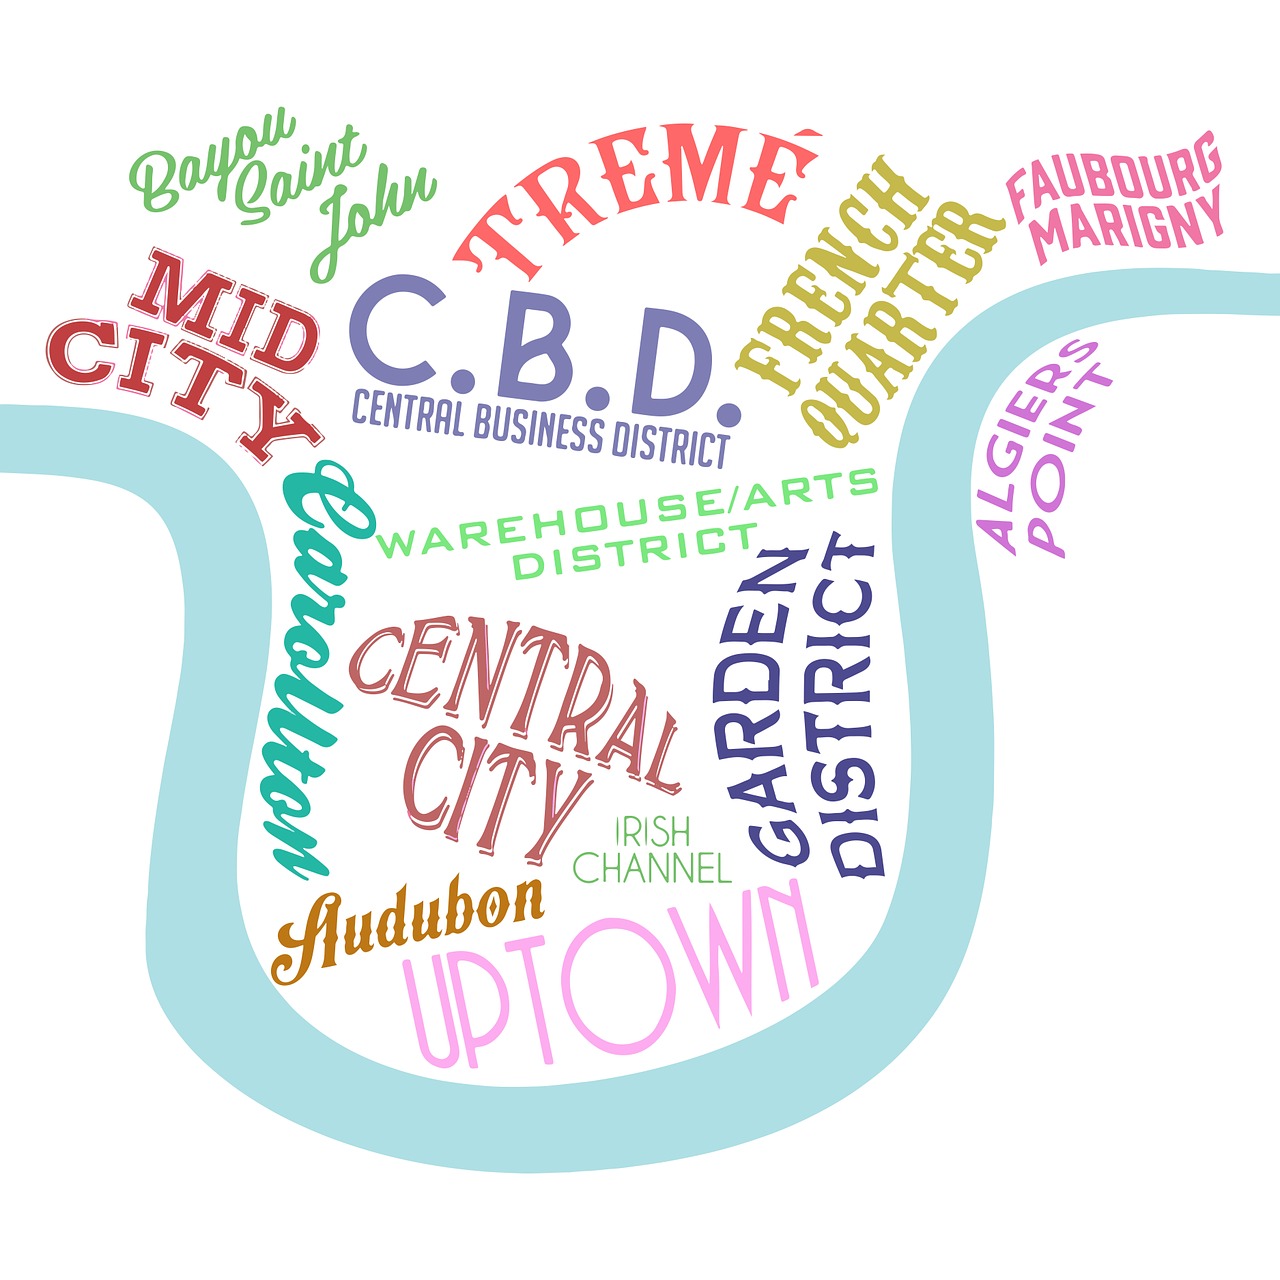 Bayou
Saint
John
TREMÉ
FRENCH
QUARTER
FAUBOURG
MARIGNY
MID
CITY
C.B.D.
CENTRAL BUSINESS DISTRICT
ALGIERS
POINT
Carollton
WAREHOUSE/ARTS
DISTRICT
GARDEN
DISTRICT
CENTRAL
CITY
IRISH
CHANNEL
Audubon
UPTOWN